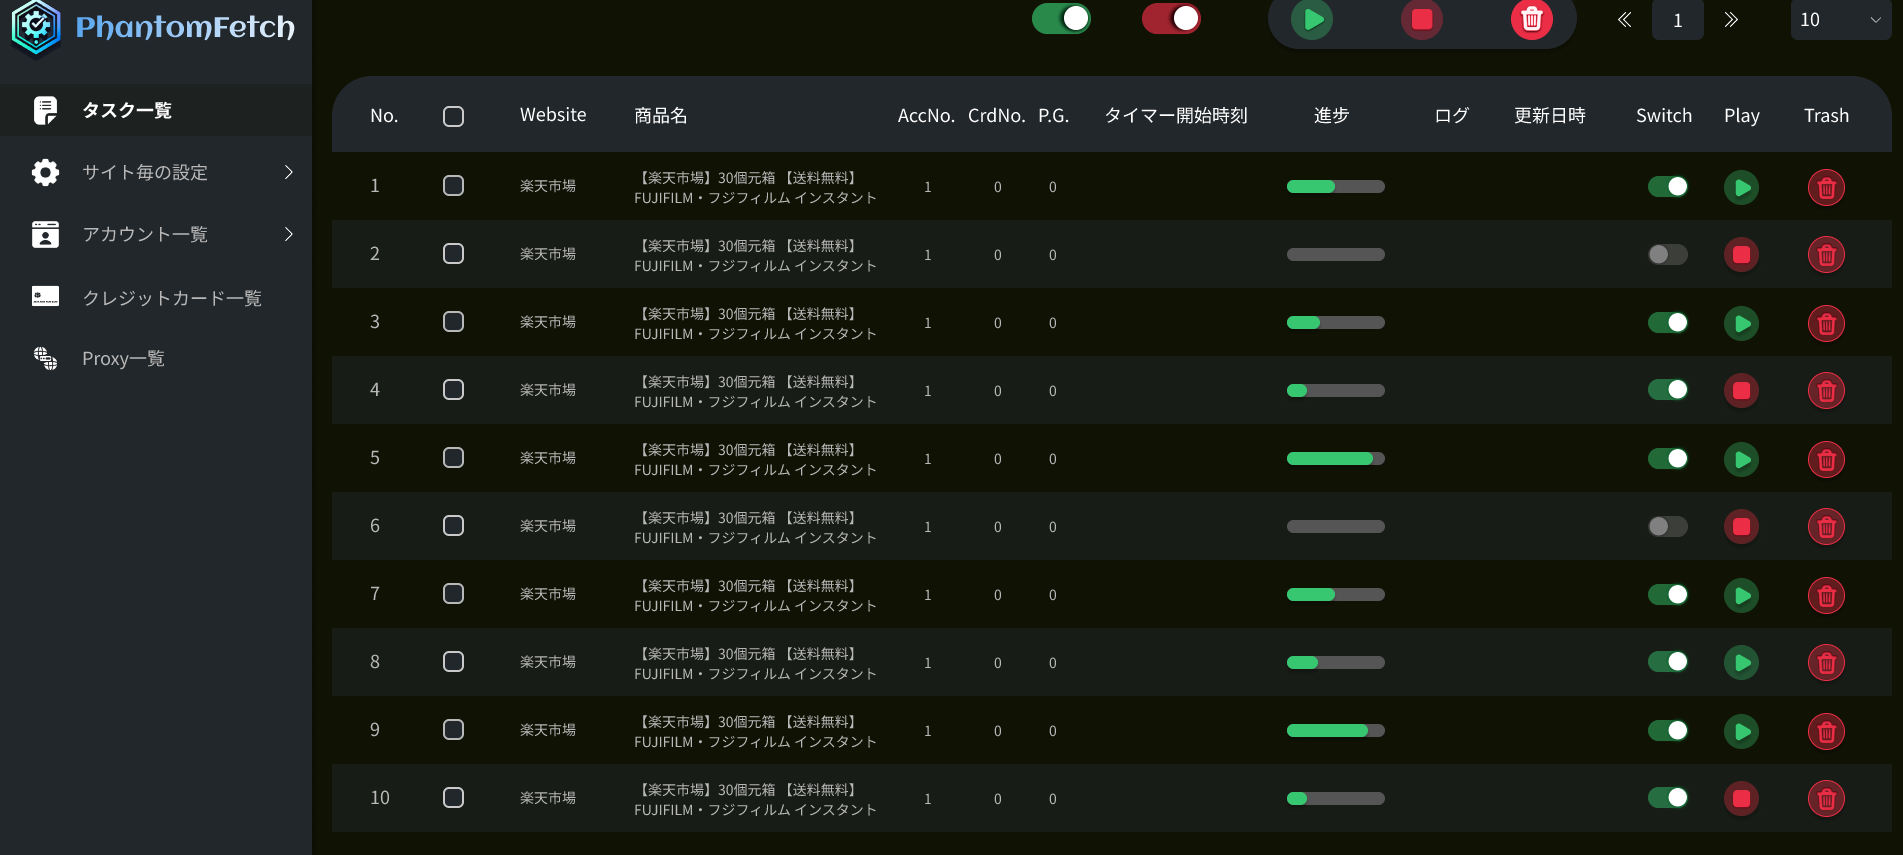 PhantomFetch
1
10
タスク一覧
サイト毎の設定
アカウント一覧
クレジットカード一覧
Proxy一覧
No. Website 商品名 AccNo. CrdNo. P.G. タイマー開始時刻 進歩 ログ 更新日時 Switch Play Trash
1 楽天市場 【楽天市場】30個元箱 【送料無料】 1 0 0
FUJIFILM・フジフィルム インスタント
2 楽天市場 【楽天市場】30個元箱 【送料無料】 1 0 0
FUJIFILM・フジフィルム インスタント
3 楽天市場 【楽天市場】30個元箱 【送料無料】 1 0 0
FUJIFILM・フジフィルム インスタント
4 楽天市場 【楽天市場】30個元箱 【送料無料】 1 0 0
FUJIFILM・フジフィルム インスタント
5 楽天市場 【楽天市場】30個元箱 【送料無料】 1 0 0
FUJIFILM・フジフィルム インスタント
6 楽天市場 【楽天市場】30個元箱 【送料無料】 1 0 0
FUJIFILM・フジフィルム インスタント
7 楽天市場 【楽天市場】30個元箱 【送料無料】 1 0 0
FUJIFILM・フジフィルム インスタント
8 楽天市場 【楽天市場】30個元箱 【送料無料】 1 0 0
FUJIFILM・フジフィルム インスタント
9 楽天市場 【楽天市場】30個元箱 【送料無料】 1 0 0
FUJIFILM・フジフィルム インスタント
10 楽天市場 【楽天市場】30個元箱 【送料無料】 1 0 0
FUJIFILM・フジフィルム インスタント